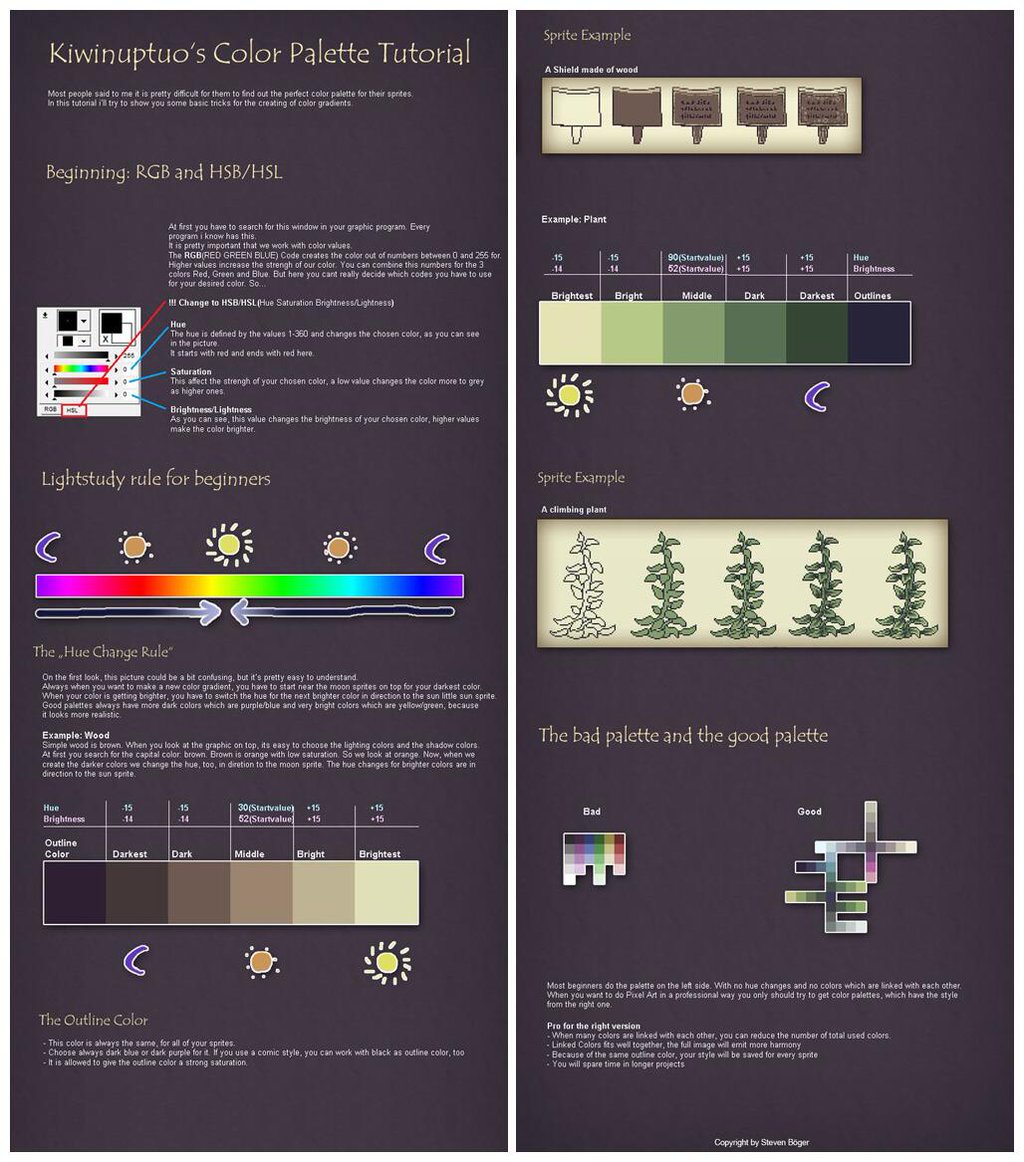 Kiwinuptuo's Color Palette Tutorial
Most people said to me it is pretty difficult for them to find out the perfect color palette for their sprites.
In this tutorial i'll try to show you some basic tricks for the creating of color gradients.
Beginning: RGB and HSB/HSL
At first you have to search for this window in your graphic program. Every
program i know has this.
It is pretty important that we work with color values.
The RGB(RED GREEN BLUE) Code creates the color out of numbers between 0 and 255 for.
Higher values increase the strengh of our color. You can combine this numbers for the 3
colors Red, Green and Blue. But here you cant really decide which codes you have to use
for your desired color. So...
!!! Change to HSB/HSL(Hue Saturation Brightness/Lightness)
Hue
The hue is defined by the values 1-360 and changes the chosen color, as you can see
in the picture.
It starts with red and ends with red here.
Saturation
This affect the strengh of your chosen color, a low value changes the color more to grey
as higher ones.
Brightness/Lightness
As you can see, this value changes the brightness of your chosen color, higher values
make the color brighter.
X
255
0
0
0
RGB
HSL
Lightstudy rule for beginners
The „Hue Change Rule“
On the first look, this picture could be a bit confusing, but it's pretty easy to understand.
Always when you want to make a new color gradient, you have to start near the moon sprites on top for your darkest color.
When your color is getting brighter, you have to switch the hue for the next brighter color in direction to the sun little sun sprite.
Good palettes always have more dark colors which are purple/blue and very bright colors which are yellow/green, because
it looks more realistic.
Example: Wood
Simple wood is brown. When you look at the graphic on top, its easy to choose the lighting colors and the shadow colors.
At first you search for the capital color: brown. Brown is orange with low saturation. So we look at orange. Now, when we
create the darker colors we change the hue, too, in diretion to the moon sprite. The hue changes for brighter colors are in
direction to the sun sprite.
Hue -15 -15 30(Startvalue) +15 +15
Brightness -14 -14 52(Startvalue) +15 +15
Outline
Color Darkest Dark Middle Bright Brightest
The Outline Color
- This color is always the same, for all of your sprites.
- Choose always dark blue or dark purple for it. If you use a comic style, you can work with black as outline color, too
- It is allowed to give the outline color a strong saturation.
Sprite Example
A Shield made of wood
Example: Plant
-15 -15 90(Startvalue) +15 +15 Hue
-14 -14 52(Startvalue) +15 +15 Brightness
Brightest Bright Middle Dark Darkest Outlines
Sprite Example
A climbing plant
The bad palette and the good palette
Bad
Good
Most beginners do the palette on the left side. With no hue changes and no colors which are linked with each other.
When you want to do Pixel Art in a professional way you only should try to get color palettes, which have the style
from the right one.
Pro for the right version
- When many colors are linked with each other, you can reduce the number of total used colors.
- Linked Colors fits well together, the full image will emit more harmony
- Because of the same outline color, your style will be saved for every sprite
- You will spare time in longer projects
Copyright by Steven Böger